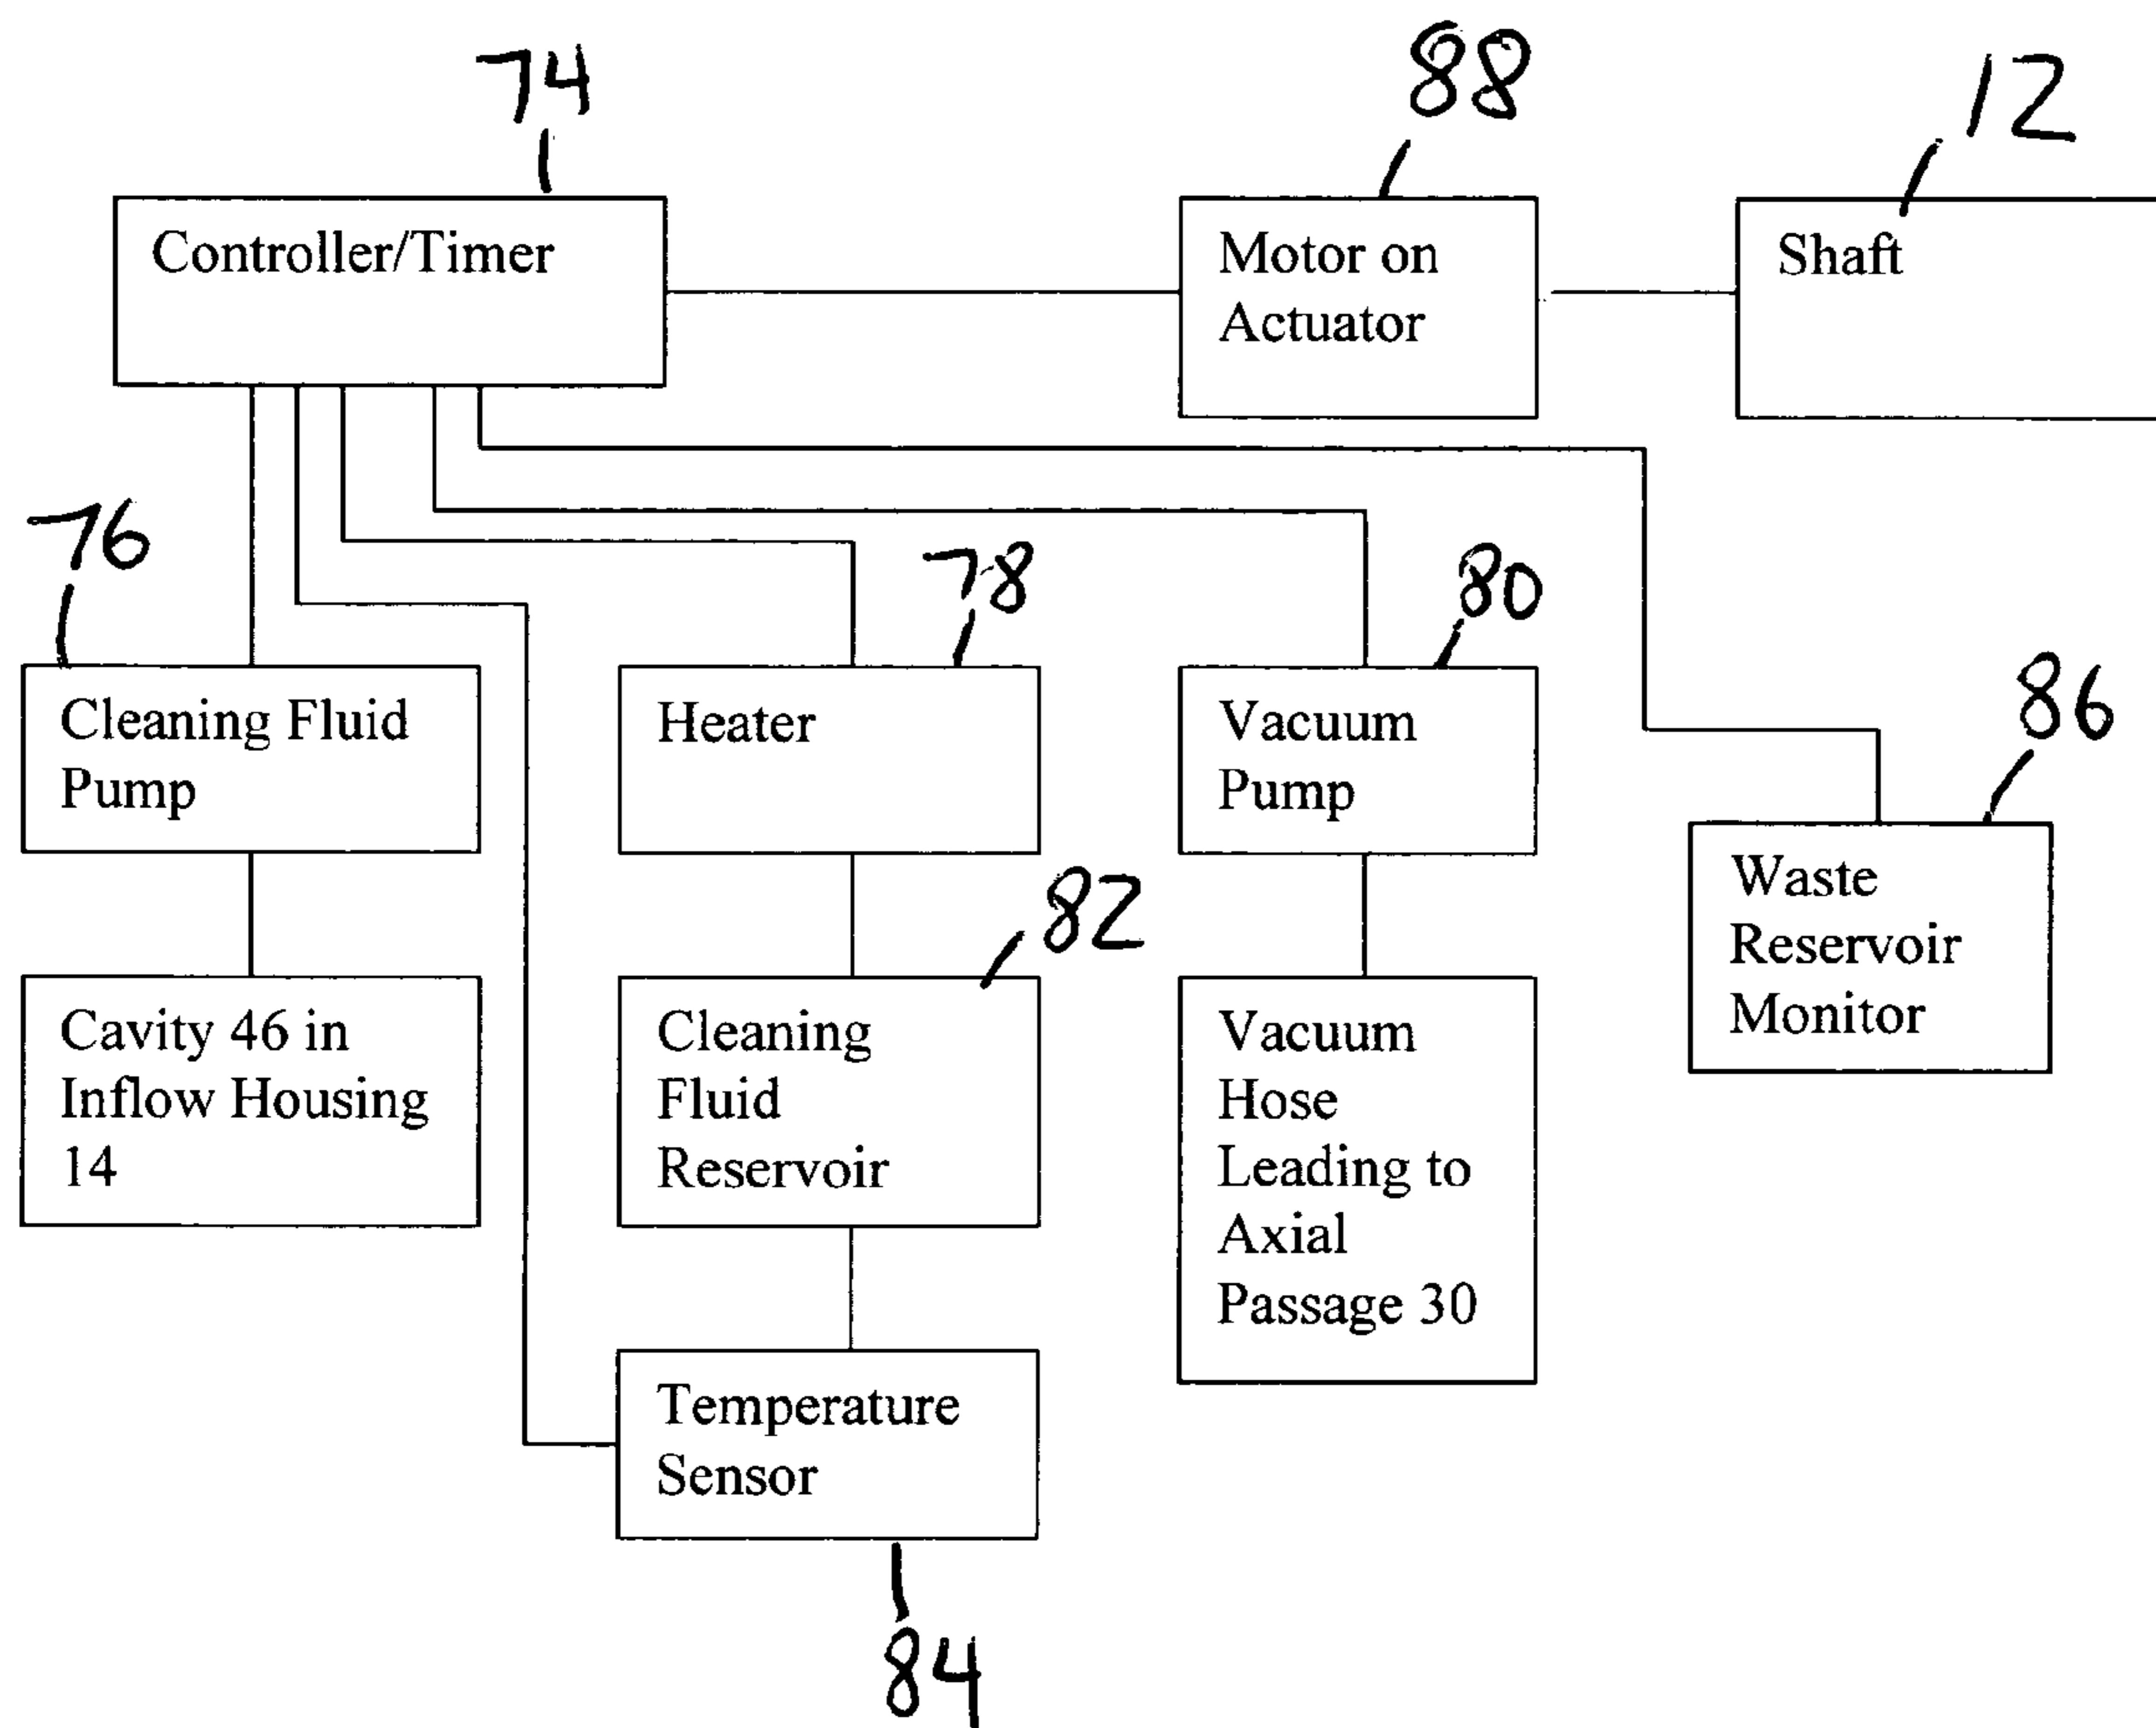 74
88
12
Controller/Timer
Motor on
Actuator
Shaft
76
78
80
86
Cleaning Fluid
Pump
Heater
Vacuum
Pump
Waste
Reservoir
Monitor
82
Cavity 46 in
Inflow Housing
14
Cleaning
Fluid
Reservoir
Vacuum
Hose
Leading to
Axial
Passage 30
Temperature
Sensor
84